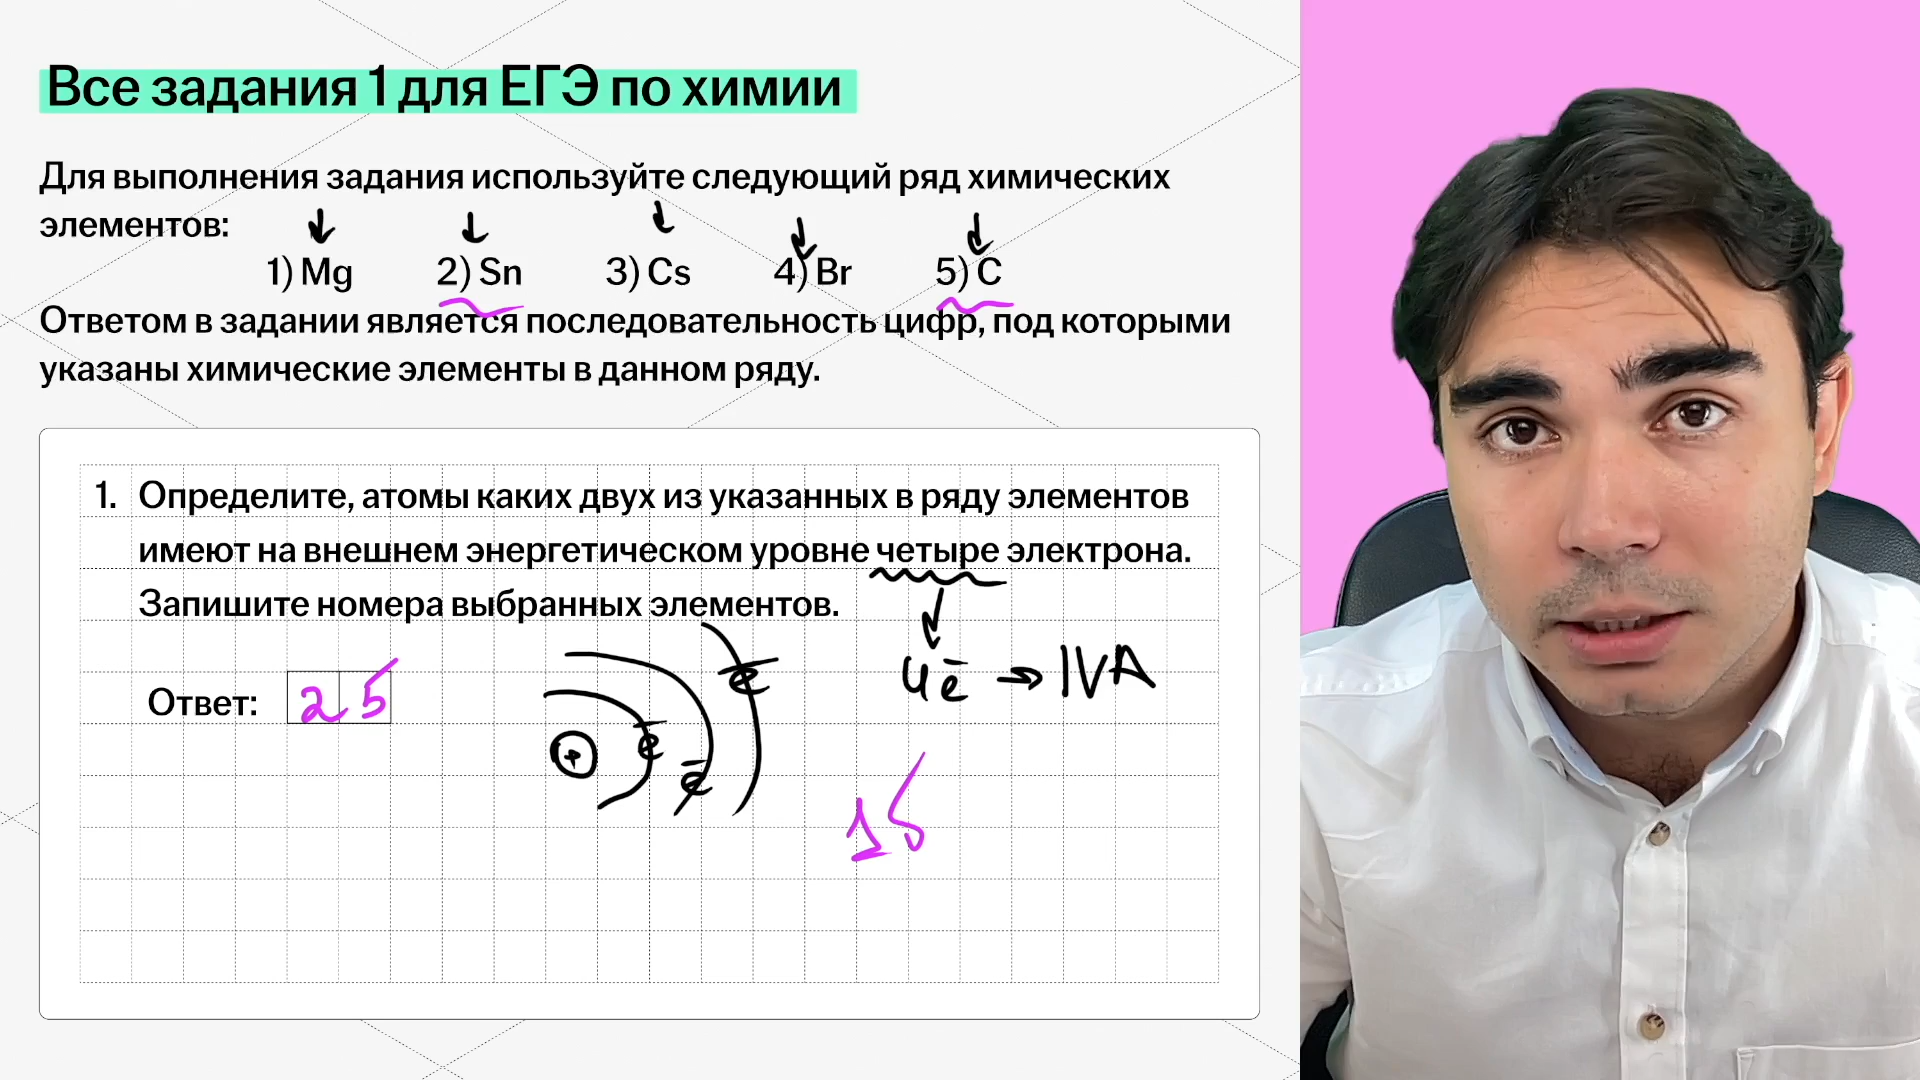 Все задания 1 для ЕГЭ по химии
Для выполнения задания используйте следующий ряд химических
элементов:
1) Mg 2) Sn 3) Cs 4) Br 5) C
Ответом в задании является последовательность цифр, под которыми
указаны химические элементы в данном ряду.
1. Определите, атомы каких двух из указанных в ряду элементов
имеют на внешнем энергетическом уровне четыре электрона.
Запишите номера выбранных элементов.
4ē → IVA
Ответ: 25
+ ē ē ē
15